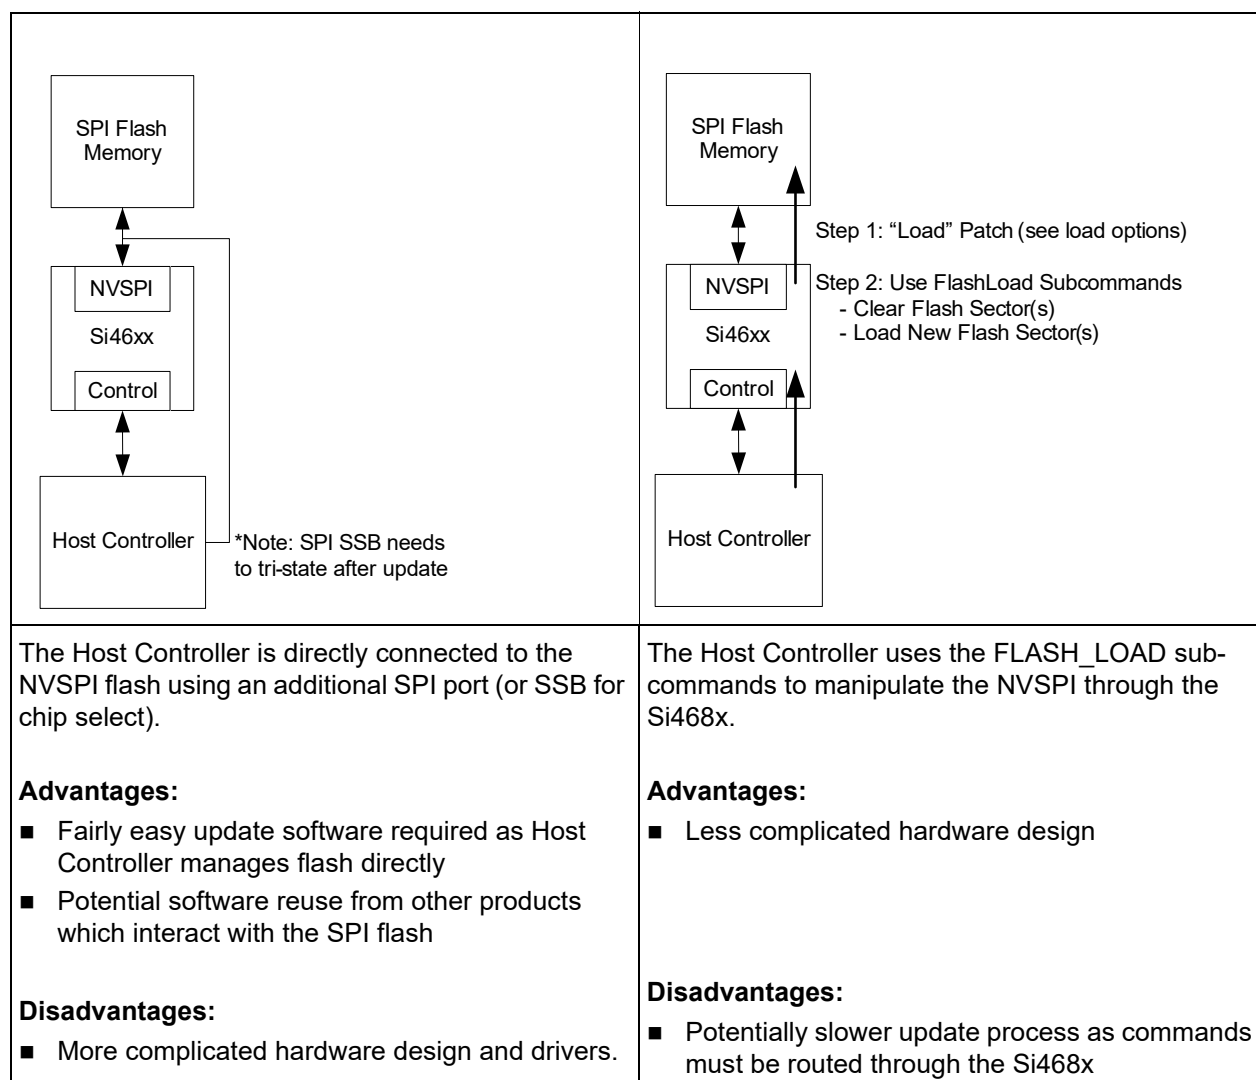 SPI Flash
Memory
NVSPI
Si46xx
Control
Host Controller
*Note: SPI SSB needs
to tri-state after update
SPI Flash
Memory
Step 1: “Load” Patch (see load options)
NVSPI
Step 2: Use FlashLoad Subcommands
- Clear Flash Sector(s)
Si46xx
- Load New Flash Sector(s)
Control
Host Controller
The Host Controller is directly connected to the
NVSPI flash using an additional SPI port (or SSB for
chip select).
Advantages:
■ Fairly easy update software required as Host
Controller manages flash directly
■ Potential software reuse from other products
which interact with the SPI flash
Disadvantages:
■ More complicated hardware design and drivers.
The Host Controller uses the FLASH_LOAD sub-
commands to manipulate the NVSPI through the
Si468x.
Advantages:
■ Less complicated hardware design
Disadvantages:
■ Potentially slower update process as commands
must be routed through the Si468x